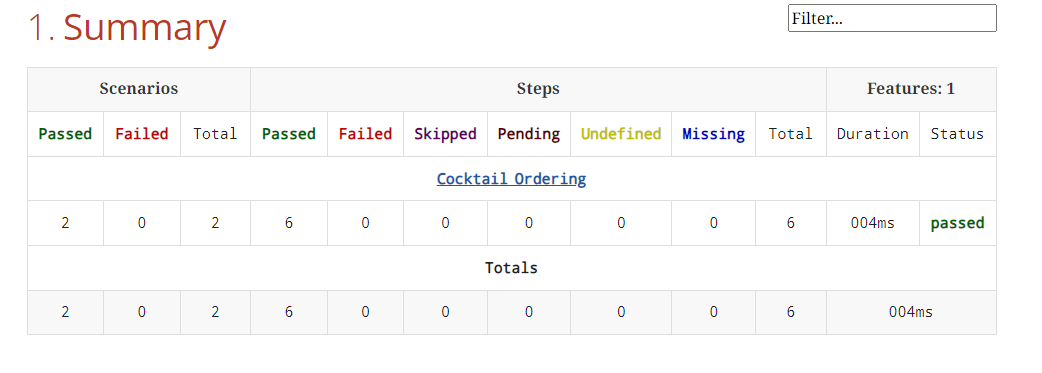 1. Summary
Filter...
Scenarios Steps Features: 1
Passed Failed Total Passed Failed Skipped Pending Undefined Missing Total Duration Status
Cocktail Ordering
2 0 2 6 0 0 0 0 0 6 004ms passed
Totals
2 0 2 6 0 0 0 0 0 6 004ms